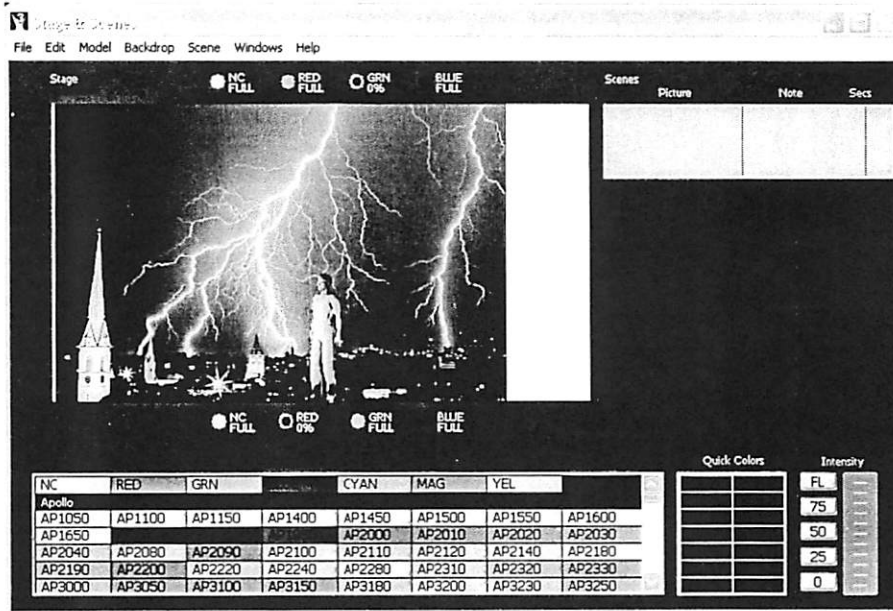 Stage & Scenes
File Edit Model Backdrop Scene Windows Help
Stage
NC FULL RED FULL GRN 0% BLUE FULL
Scenes
Picture Note Secs
NC FULL RED 0% GRN FULL BLUE FULL
Quick Colors Intensity
NC RED GRN CYAN MAG YEL
Apollo
AP1050 AP1100 AP1150 AP1400 AP1450 AP1500 AP1550 AP1600
AP1650 AP2000 AP2010 AP2020 AP2030
AP2040 AP2080 AP2090 AP2100 AP2110 AP2120 AP2140 AP2180
AP2190 AP2200 AP2220 AP2240 AP2280 AP2310 AP2320 AP2330
AP3000 AP3050 AP3100 AP3150 AP3180 AP3200 AP3230 AP3250
FL
75
50
25
0